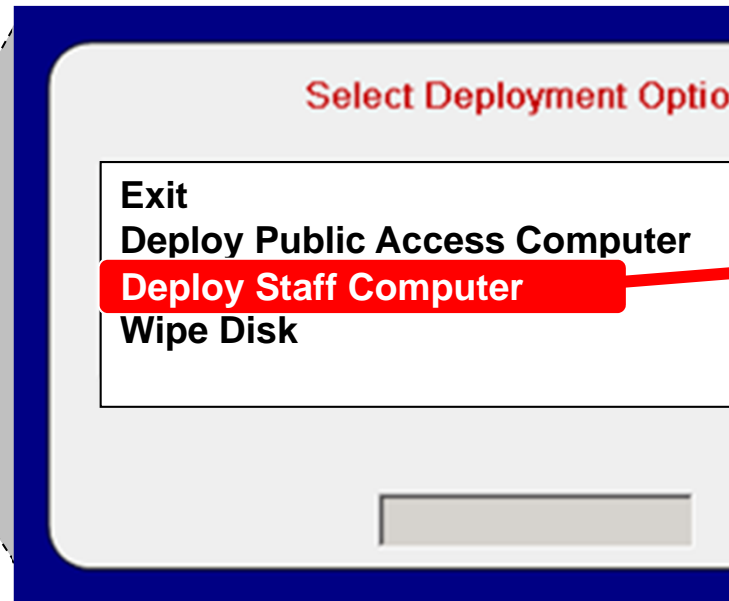 Select Deployment Optio
Exit
Deploy Public Access Computer
Deploy Staff Computer
Wipe Disk